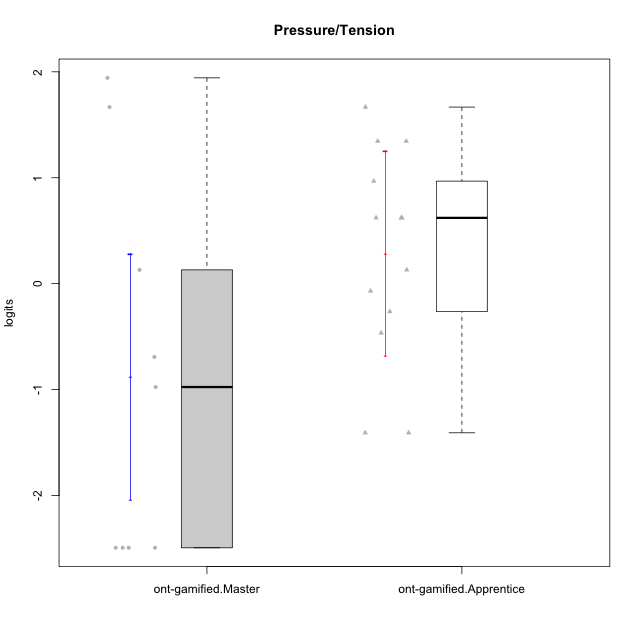 Pressure/Tension
logits
2
1
0
-1
-2
ont-gamified.Master
ont-gamified.Apprentice